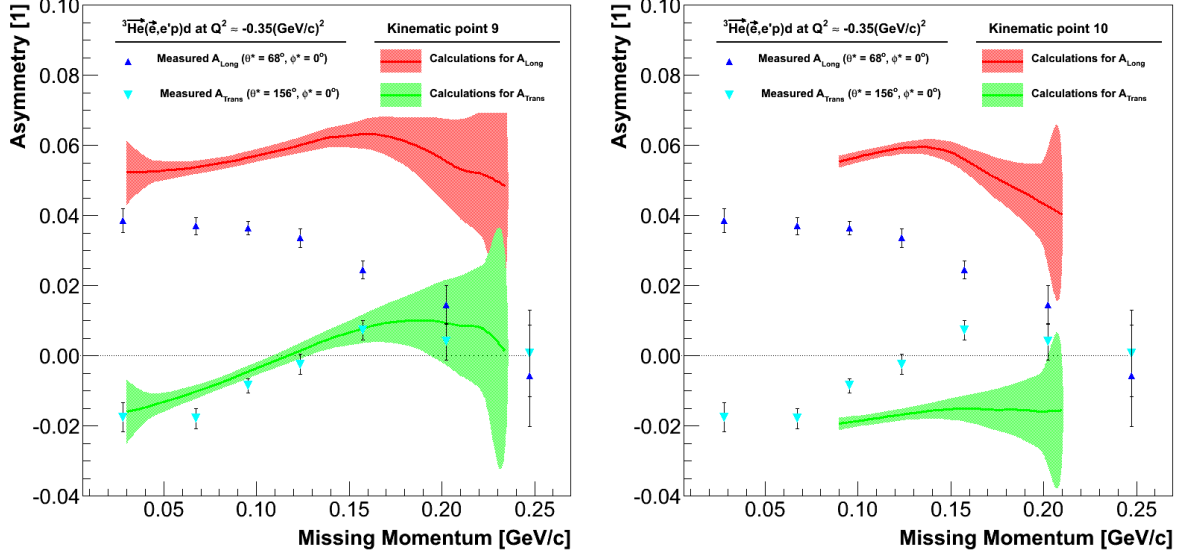 ³He(e,e'p)d at Q² ≈ -0.35(GeV/c)²
Kinematic point 9
Measured A_Long (θ* = 68°, ϕ* = 0°)
Calculations for A_Long
Measured A_Trans (θ* = 156°, ϕ* = 0°)
Calculations for A_Trans
Asymmetry [1]
0.10
0.08
0.06
0.04
0.02
0.00
-0.02
-0.04
0.05
0.10
0.15
0.20
0.25
Missing Momentum [GeV/c]
³He(e,e'p)d at Q² ≈ -0.35(GeV/c)²
Kinematic point 10
Measured A_Long (θ* = 68°, ϕ* = 0°)
Calculations for A_Long
Measured A_Trans (θ* = 156°, ϕ* = 0°)
Calculations for A_Trans
Asymmetry [1]
0.10
0.08
0.06
0.04
0.02
0.00
-0.02
-0.04
0.05
0.10
0.15
0.20
0.25
Missing Momentum [GeV/c]